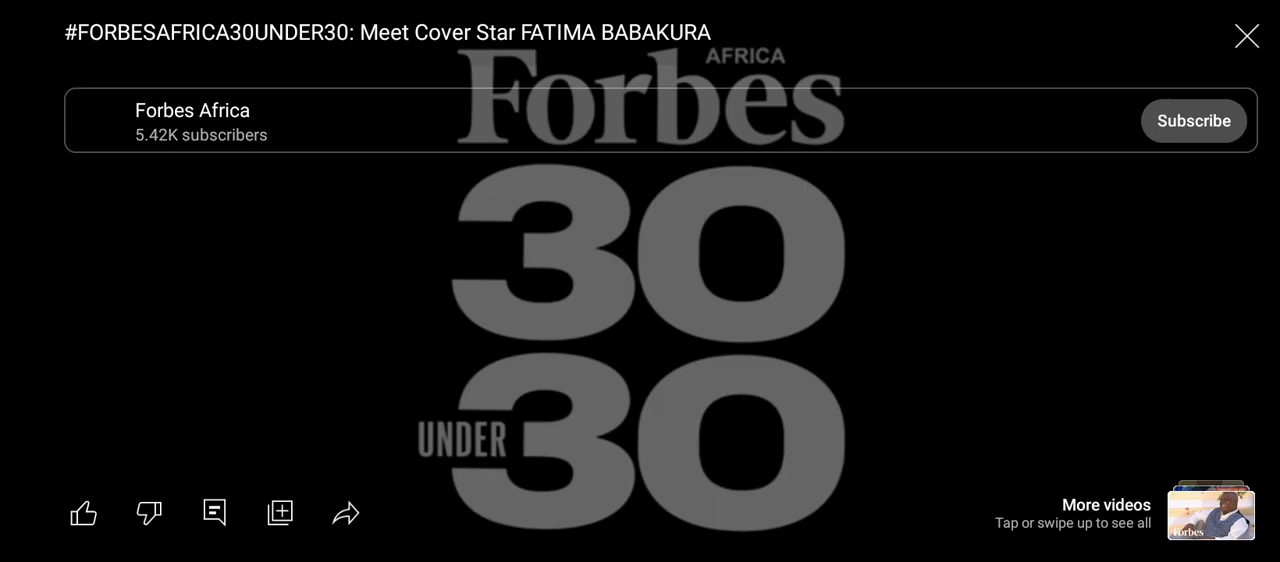 #FORBESAFRICA30UNDER30: Meet Cover Star FATIMA BABAKURA
AFRICA
Forbes
Forbes Africa
5.42K subscribers
Subscribe
30
UNDER 30
More videos
Tap or swipe up to see all
Forbes